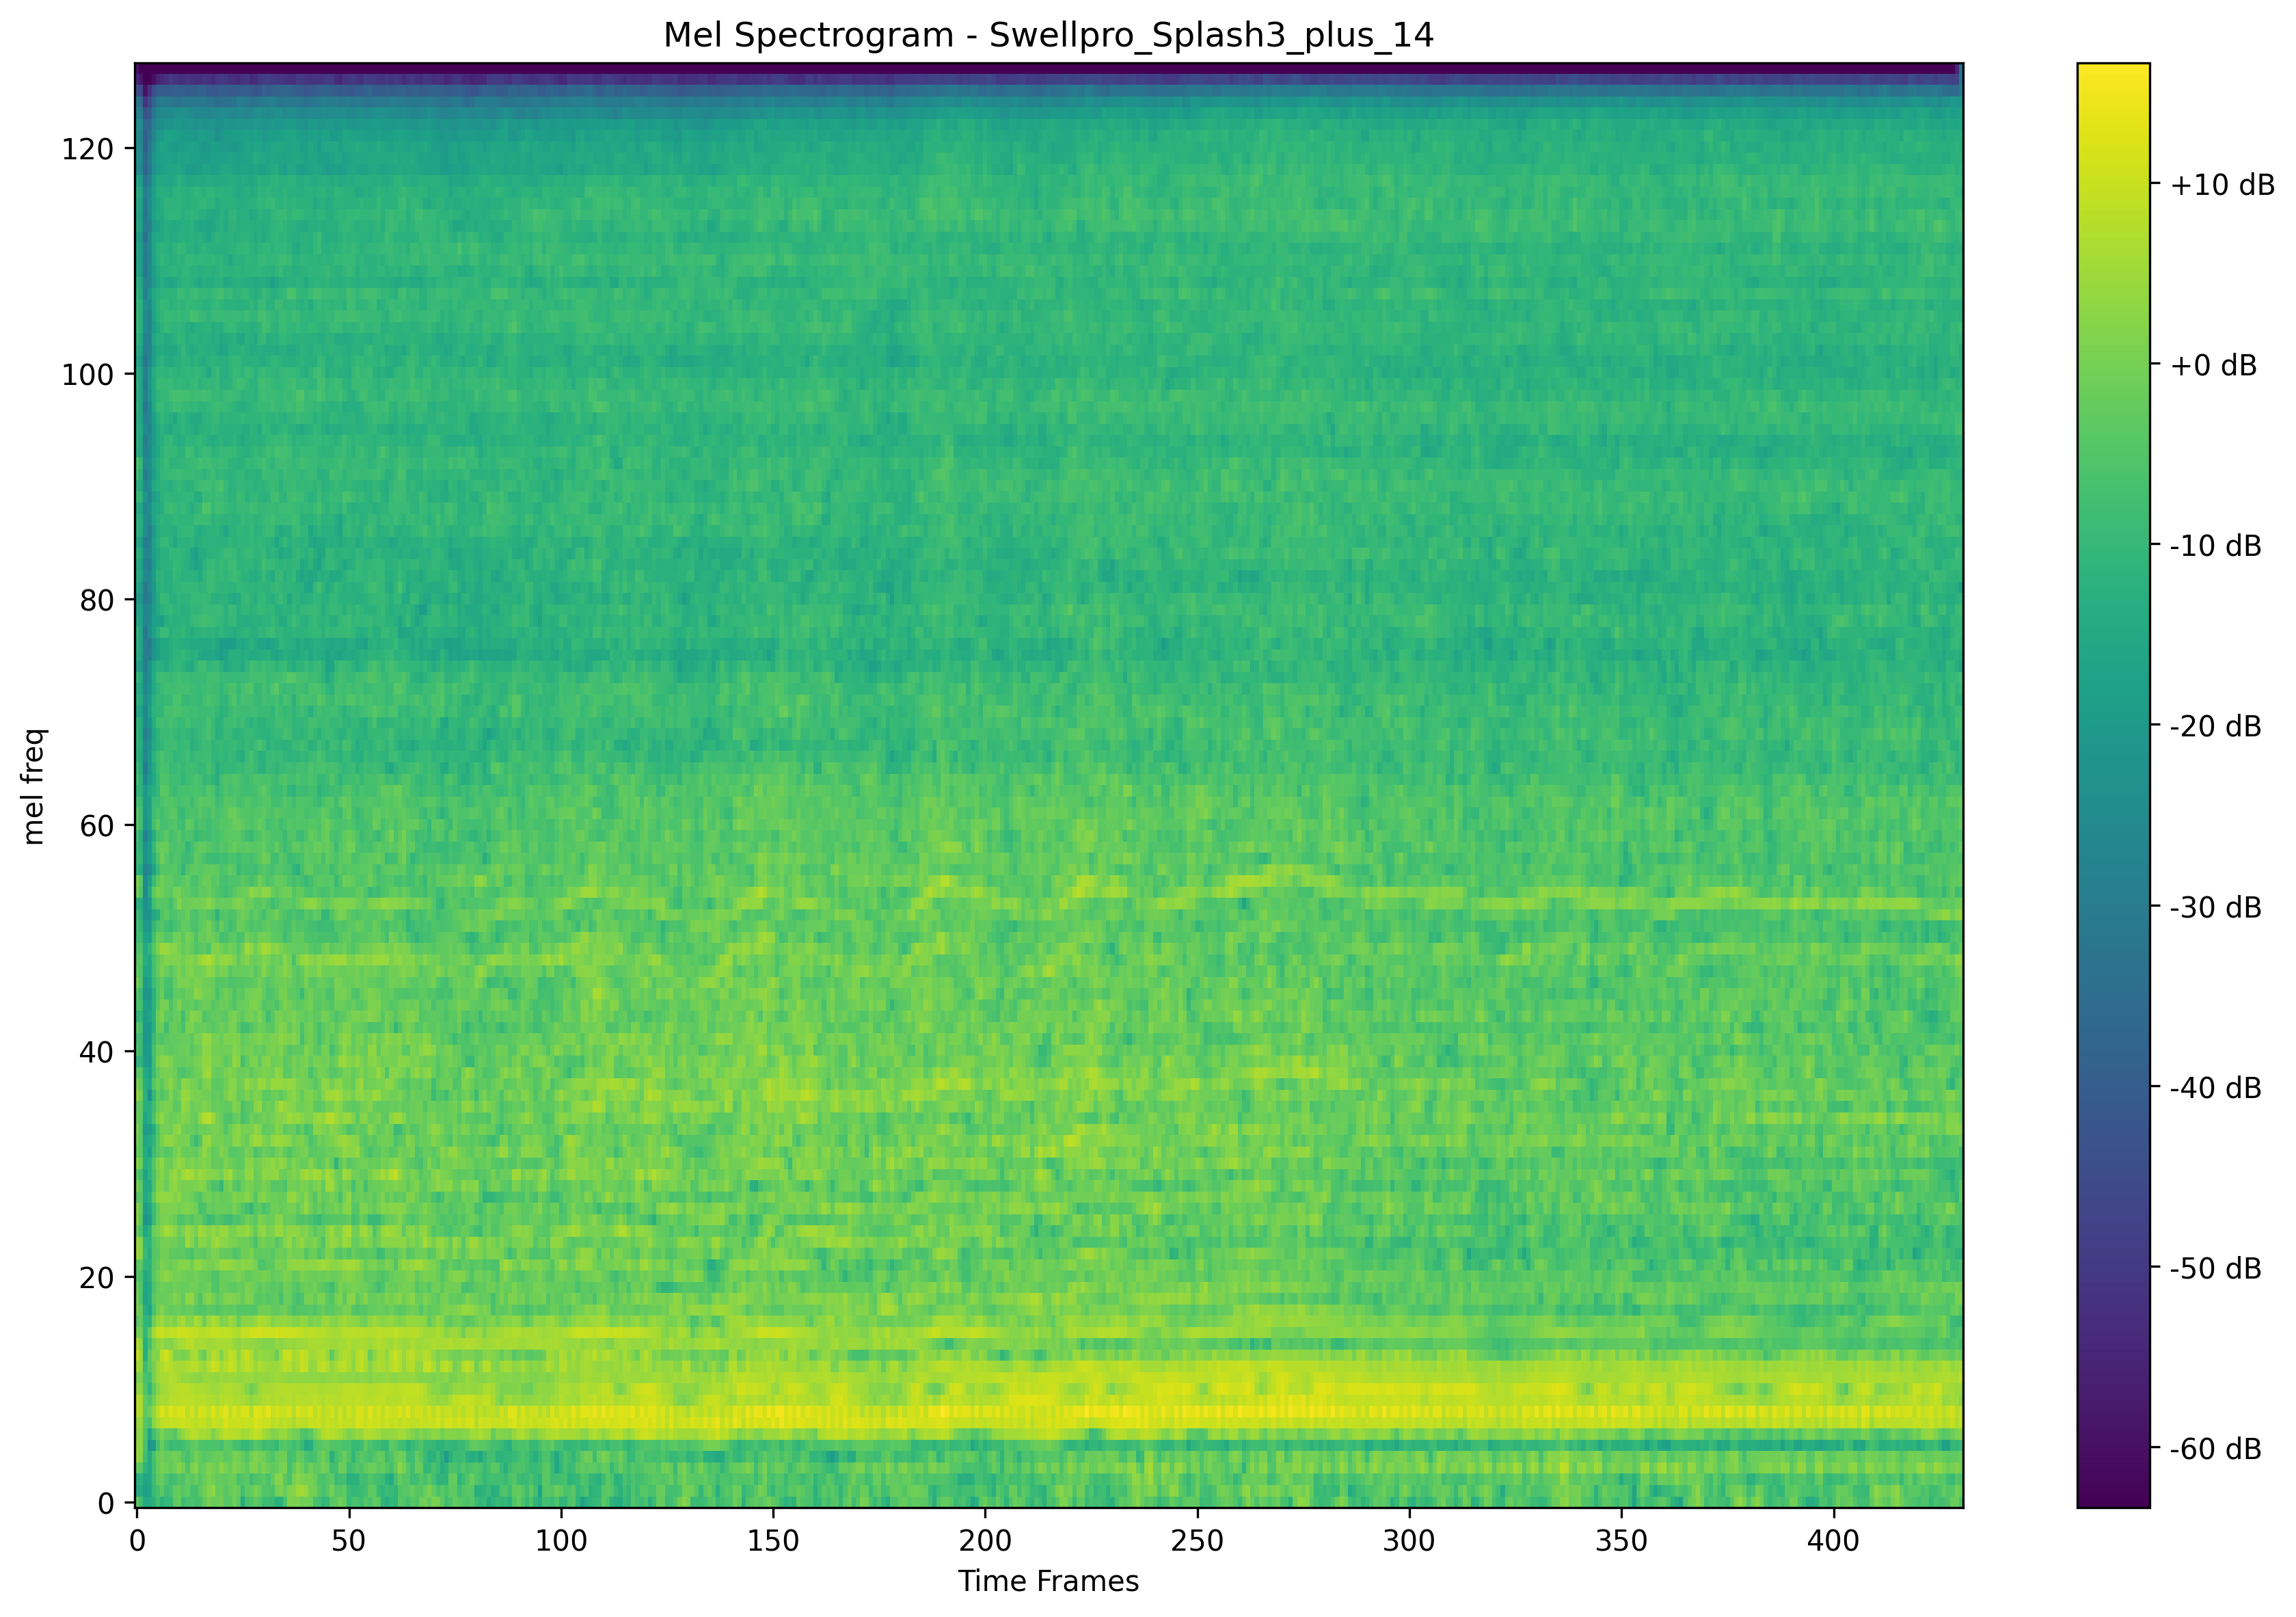 Mel Spectrogram - Swellpro_Splash3_plus_14
mel freq
120
100
80
60
40
20
0
0 50 100 150 200 250 300 350 400
Time Frames
+10 dB
+0 dB
-10 dB
-20 dB
-30 dB
-40 dB
-50 dB
-60 dB